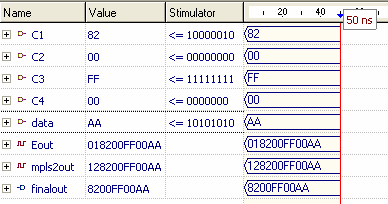 Name Value Stimulator 20 40 50 ns
C1 82 <= 10000010 82
C2 00 <= 00000000 00
C3 FF <= 11111111 FF
C4 00 <= 0000000 00
data AA <= 10101010 AA
Eout 018200FF00AA 018200FF00AA
mpls2out 128200FF00AA 128200FF00AA
finalout 8200FF00AA 8200FF00AA